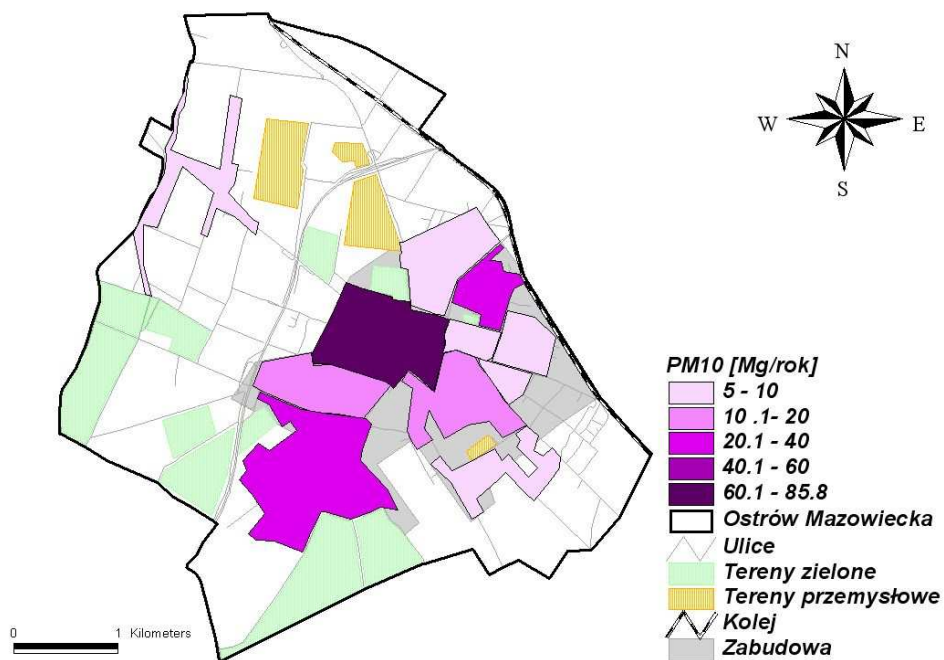 N
W E
S
PM10 [Mg/rok]
5 - 10
10 .1- 20
20.1 - 40
40.1 - 60
60.1 - 85.8
Ostrów Mazowiecka
Ulice
Tereny zielone
Tereny przemysłowe
Kolej
Zabudowa
0 1 Kilometers